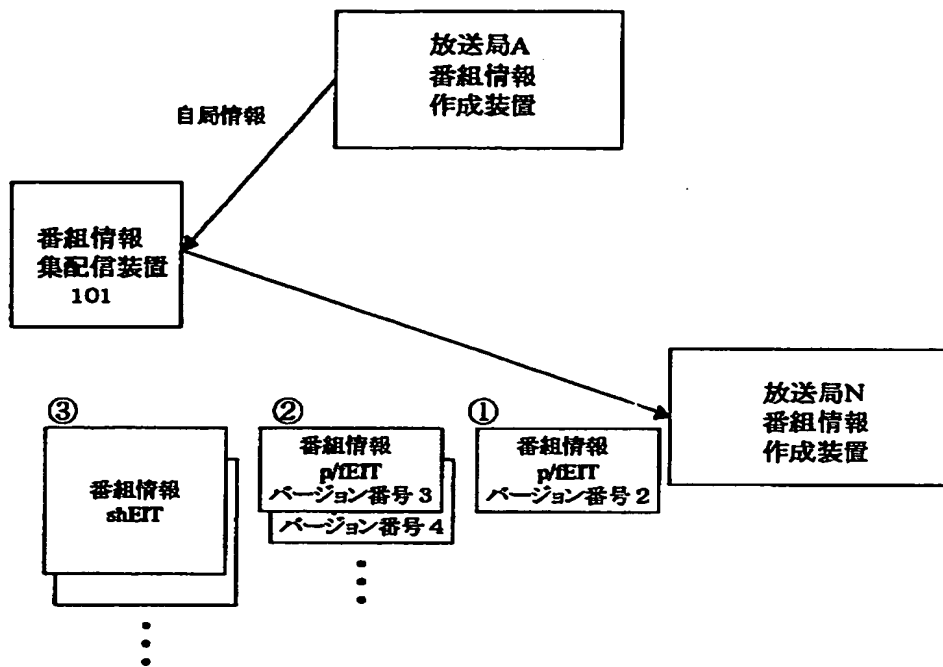 放送局A
番組情報
作成装置
自局情報
番組情報
集配信装置
101
放送局N
番組情報
作成装置
③
番組情報
shEIT
②
番組情報
p/fEIT
バージョン番号3
バージョン番号4
①
番組情報
p/fEIT
バージョン番号2